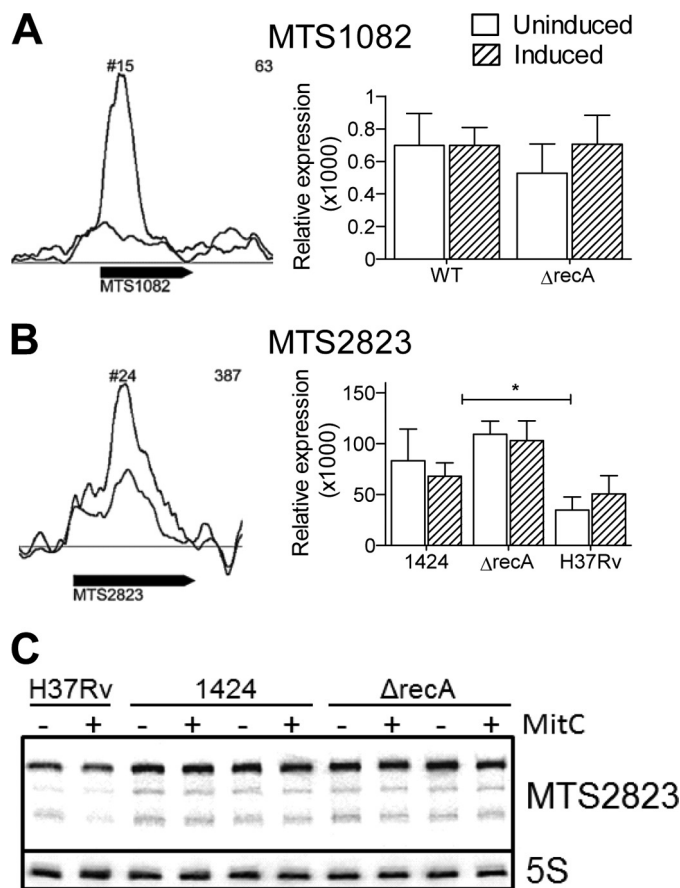 A
MTS1082
Uninduced
Induced
#15
63
MTS1082
Relative expression
(x1000)
1
0.8
0.6
0.4
0.2
0
WT
ΔrecA
B
MTS2823
#24
387
MTS2823
Relative expression
(x1000)
150
100
50
0
*
1424
ΔrecA
H37Rv
C
H37Rv 1424 ΔrecA
- + - + - + - + - + MitC
MTS2823
5S